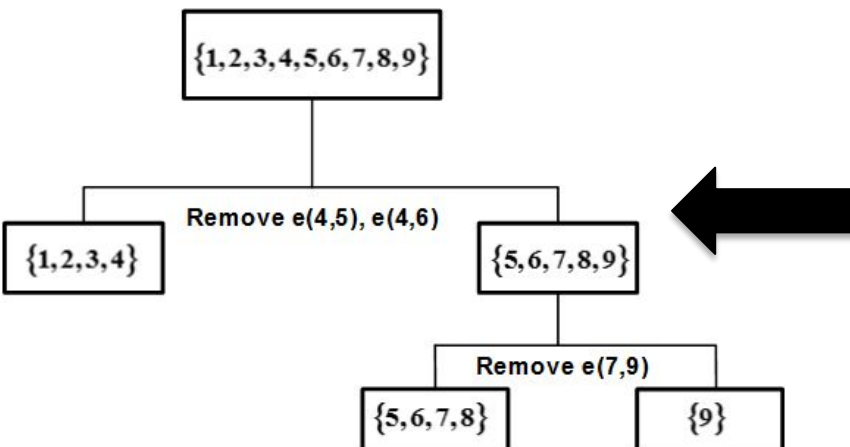 {1,2,3,4,5,6,7,8,9}
Remove e(4,5), e(4,6)
{1,2,3,4}
{5,6,7,8,9}
Remove e(7,9)
{5,6,7,8}
{9}